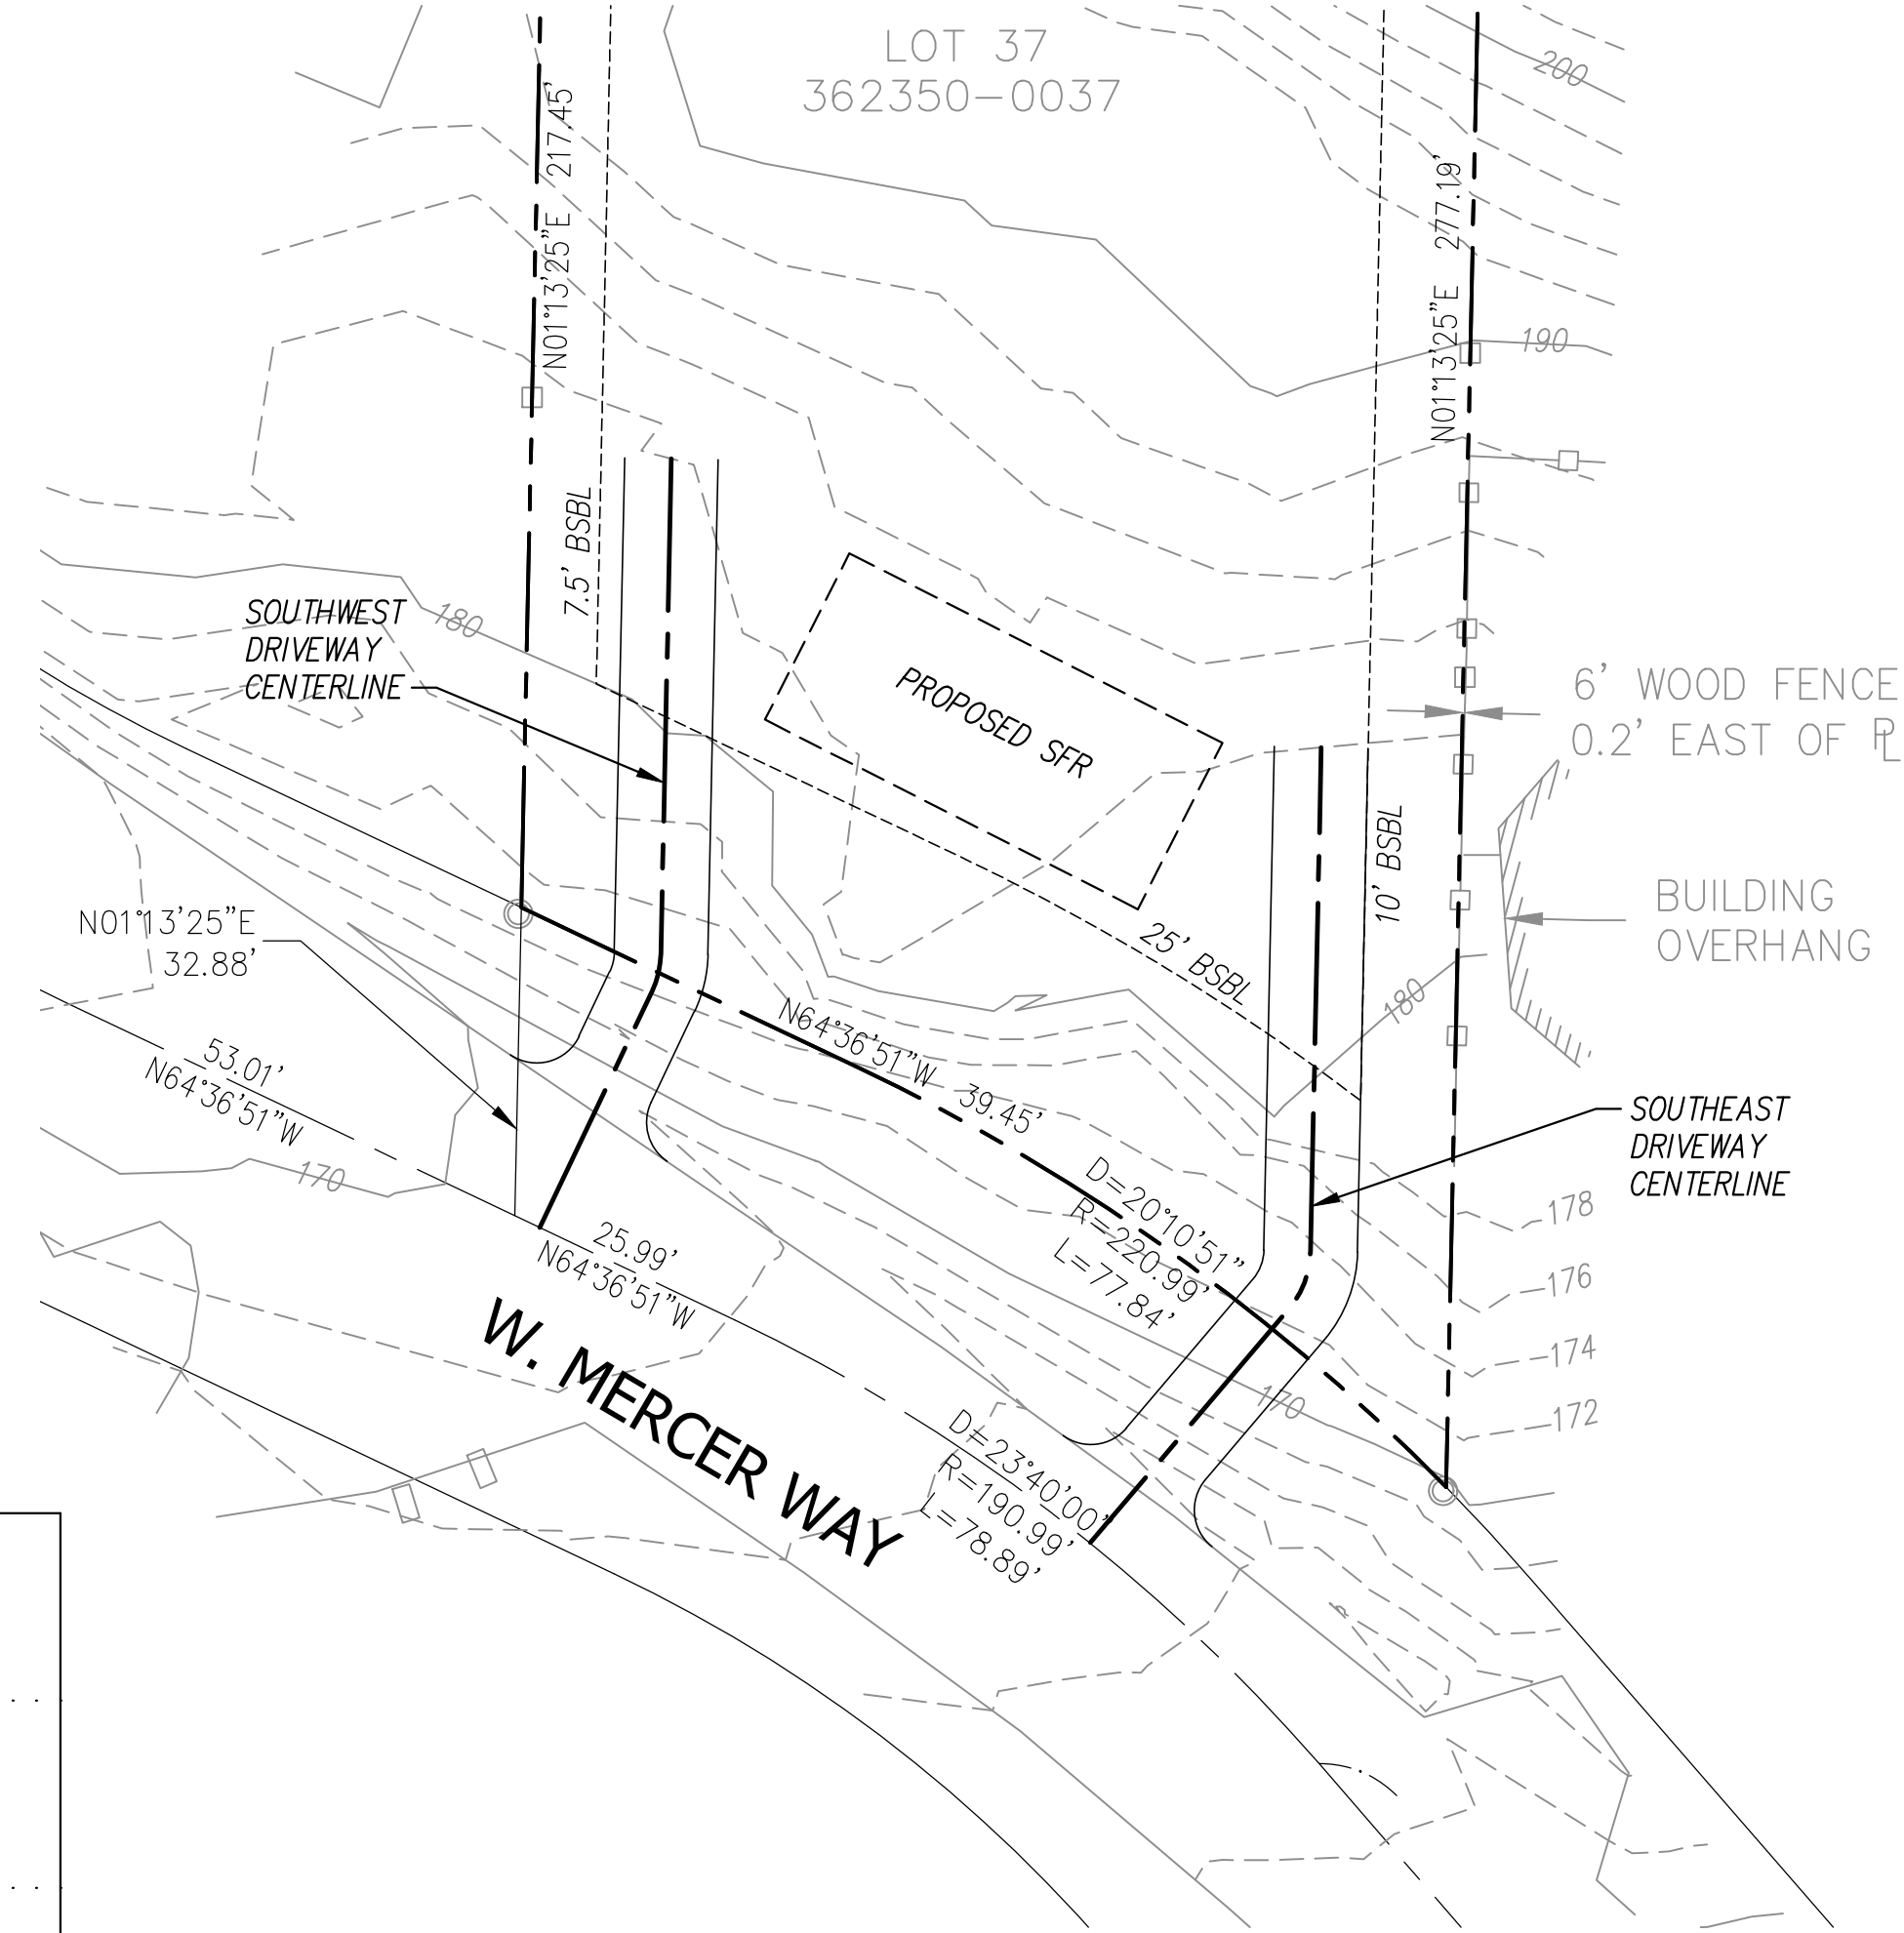 LOT 37
362350-0037
200
N01°13'25"E 217.45'
N01°13'25"E 277.19'
190
7.5' BSBL
SOUTHWEST
DRIVEWAY
CENTERLINE
180
PROPOSED SFR
6' WOOD FENCE
0.2' EAST OF PL
10' BSBL
BUILDING
OVERHANG
N01°13'25"E
32.88'
25' BSBL
180
N64°36'51"W 39.45'
53.01'
N64°36'51"W
170
SOUTHEAST
DRIVEWAY
CENTERLINE
D=20°10'51"
R=220.99'
L=77.84'
178
25.99'
N64°36'51"W
176
174
W. MERCER WAY
170
172
D=23°40'00"
R=190.99'
L=78.89'